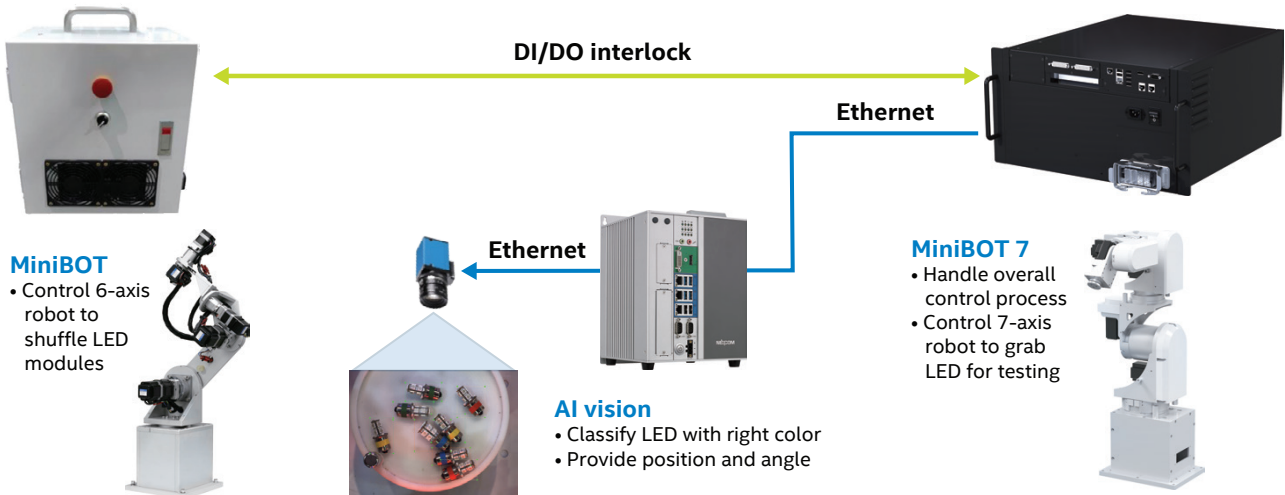 DI/DO interlock
Ethernet
Ethernet
MiniBOT
• Control 6-axis
robot to
shuffle LED
modules
NEXCOM
AI vision
• Classify LED with right color
• Provide position and angle
MiniBOT 7
• Handle overall
control process
• Control 7-axis
robot to grab
LED for testing